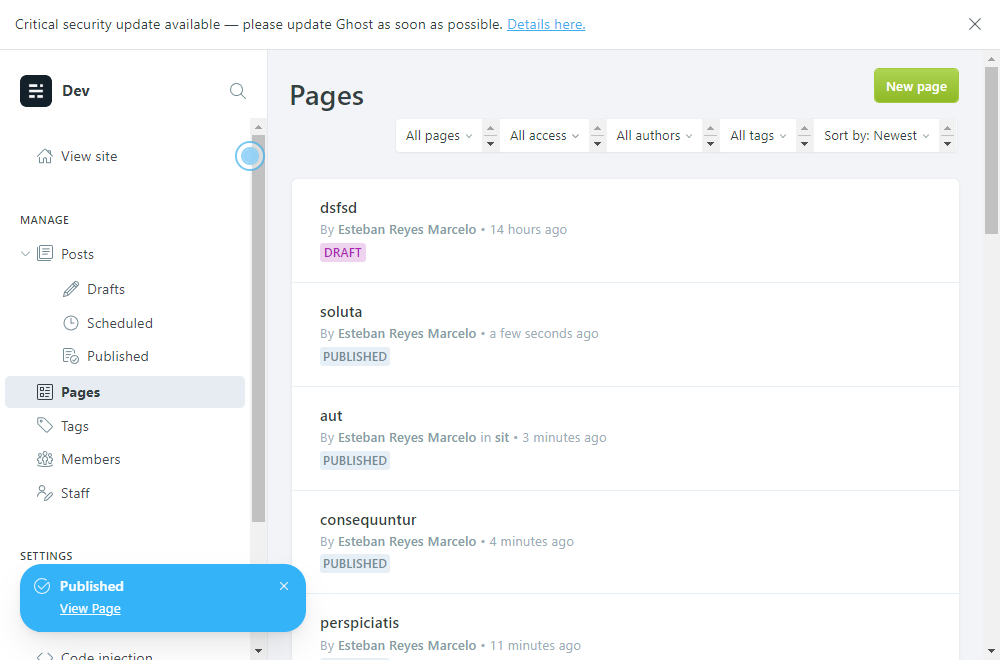 Critical security update available — please update Ghost as soon as possible. Details here.
Dev
View site
MANAGE
Posts
Drafts
Scheduled
Published
Pages
Tags
Members
Staff
SETTINGS
Code injection
Published
View Page
Pages
New page
All pages
All access
All authors
All tags
Sort by: Newest
dsfsd
By Esteban Reyes Marcelo • 14 hours ago
DRAFT
soluta
By Esteban Reyes Marcelo • a few seconds ago
PUBLISHED
aut
By Esteban Reyes Marcelo in sit • 3 minutes ago
PUBLISHED
consequuntur
By Esteban Reyes Marcelo • 4 minutes ago
PUBLISHED
perspiciatis
By Esteban Reyes Marcelo • 11 minutes ago